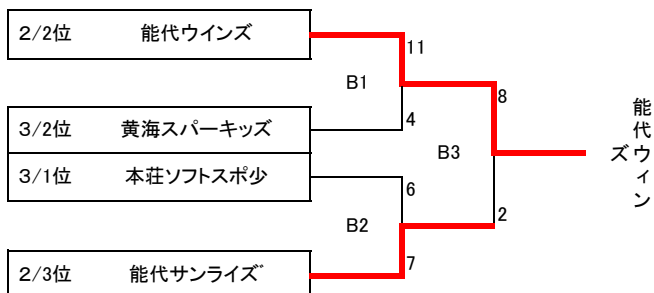 2/2位 能代ウインズ
11
B1
8
3/2位 黄海スパーキッズ
4
B3
能代ウィンズ
3/1位 本荘ソフトスポ少
6
B2
2
2/3位 能代サンライズ
7